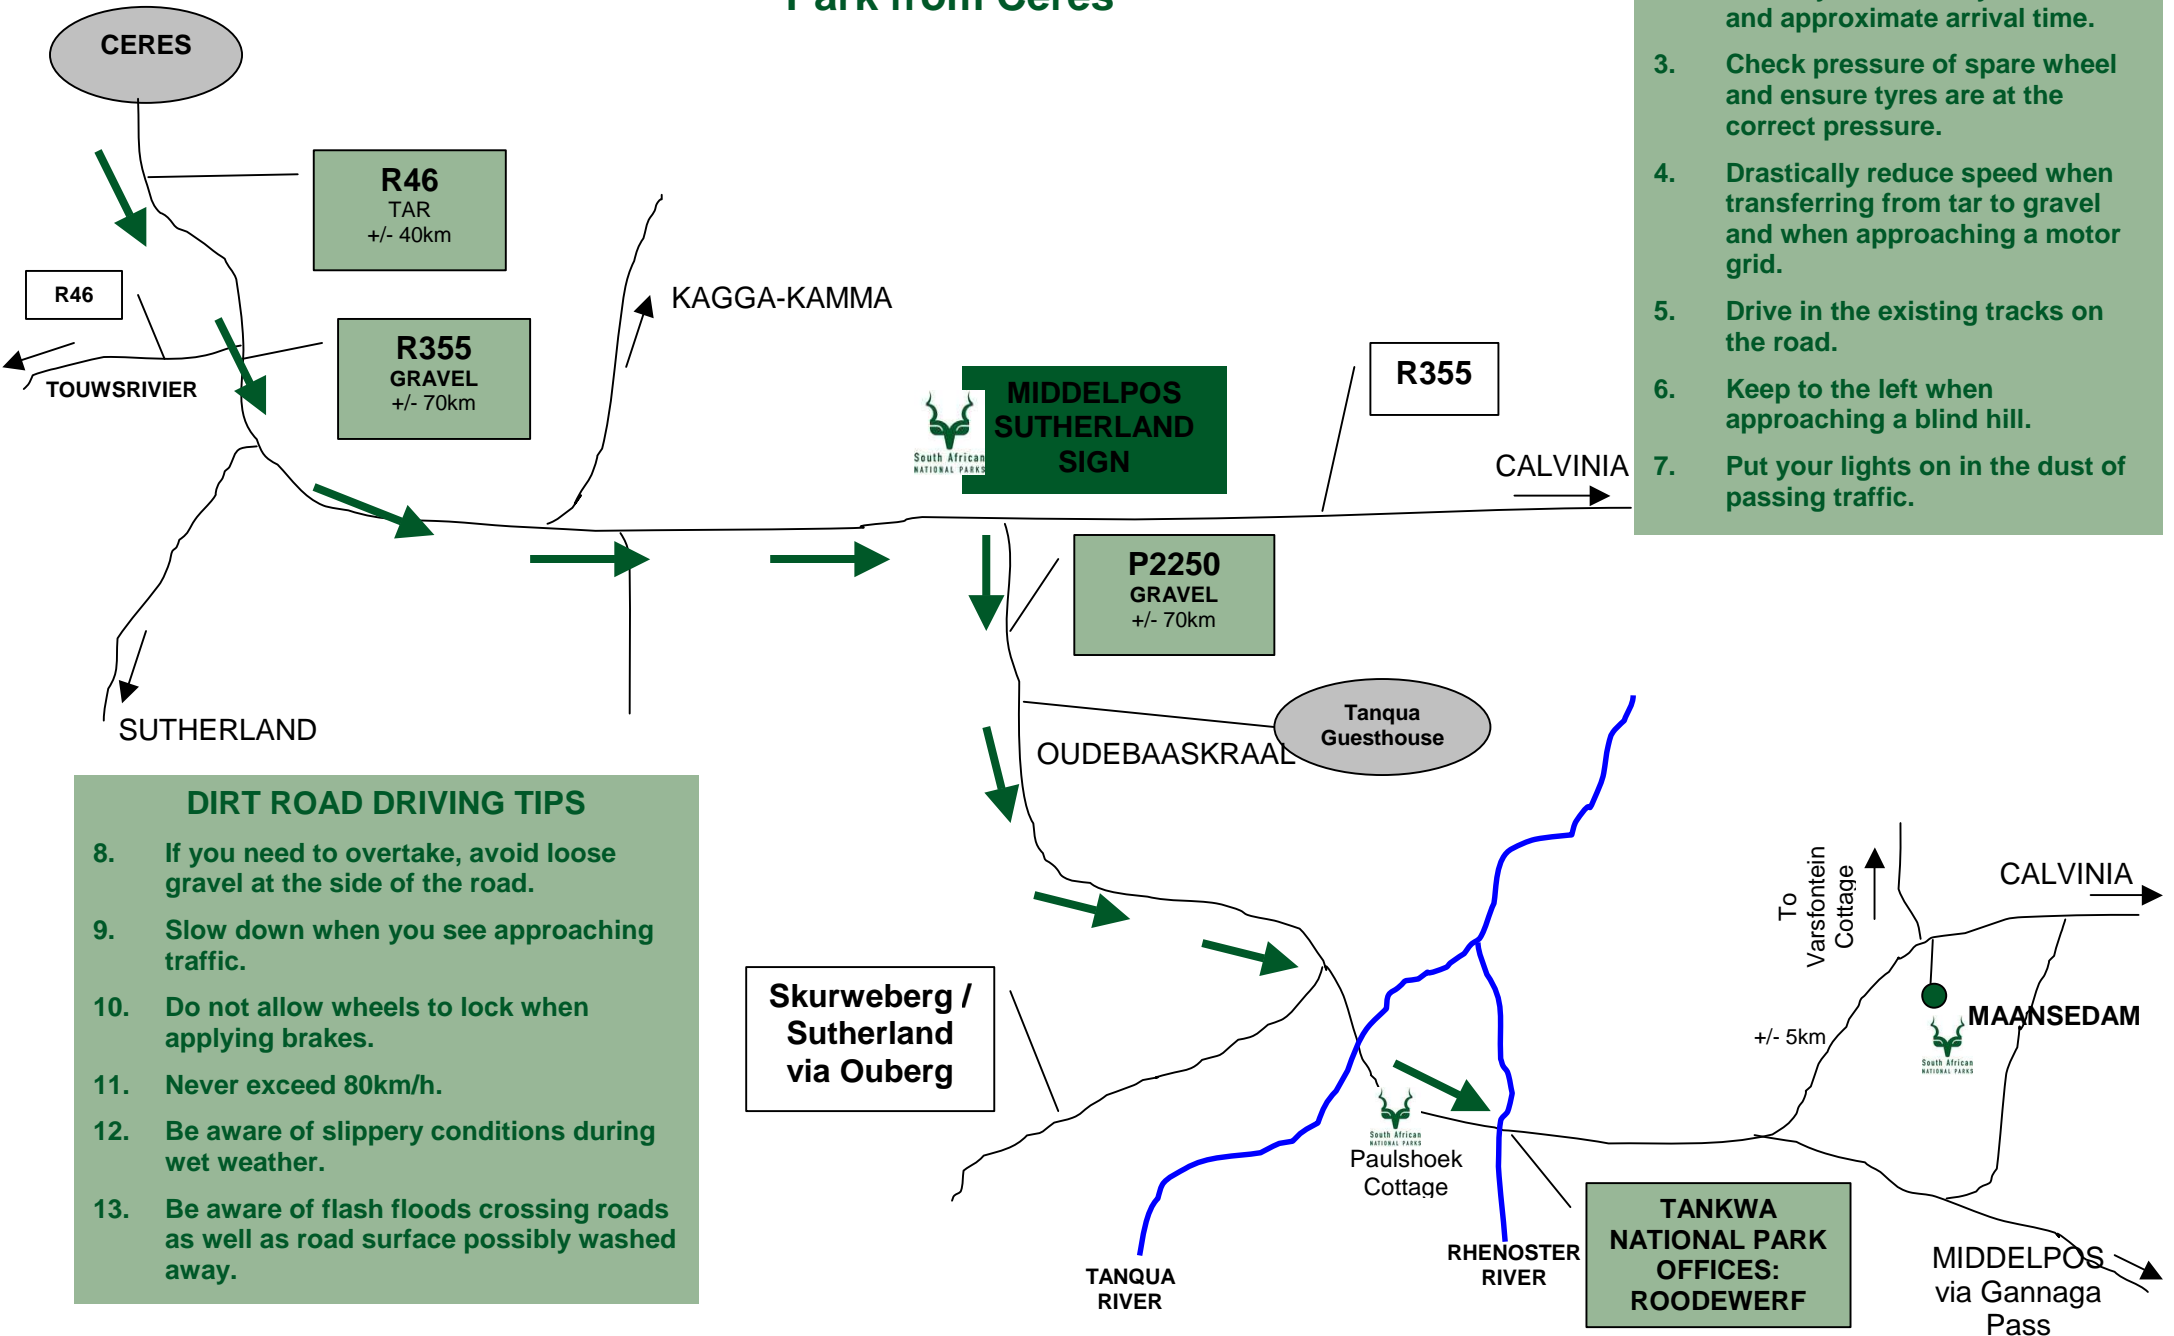 Park from Ceres
CERES
and approximate arrival time.
3. Check pressure of spare wheel
and ensure tyres are at the
correct pressure.
4. Drastically reduce speed when
transferring from tar to gravel
and when approaching a motor
grid.
5. Drive in the existing tracks on
the road.
6. Keep to the left when
approaching a blind hill.
7. Put your lights on in the dust of
passing traffic.
R46
TAR
+/- 40km
R46
TOUWSRIVIER
R355
GRAVEL
+/- 70km
KAGGA-KAMMA
South African
NATIONAL PARKS
MIDDELPOS
SUTHERLAND
SIGN
R355
CALVINIA
P2250
GRAVEL
+/- 70km
SUTHERLAND
Tanqua
Guesthouse
OUDEBAASKRAAL
DIRT ROAD DRIVING TIPS
8. If you need to overtake, avoid loose
gravel at the side of the road.
9. Slow down when you see approaching
traffic.
10. Do not allow wheels to lock when
applying brakes.
11. Never exceed 80km/h.
12. Be aware of slippery conditions during
wet weather.
13. Be aware of flash floods crossing roads
as well as road surface possibly washed
away.
Skurweberg /
Sutherland
via Ouberg
To
Varsfontein
Cottage
CALVINIA
MAANSEDAM
South African
NATIONAL PARKS
+/- 5km
South African
NATIONAL PARKS
Paulshoek
Cottage
TANQUA
RIVER
RHENOSTER
RIVER
TANKWA
NATIONAL PARK
OFFICES:
ROODEWERF
MIDDELPOS
via Gannaga
Pass